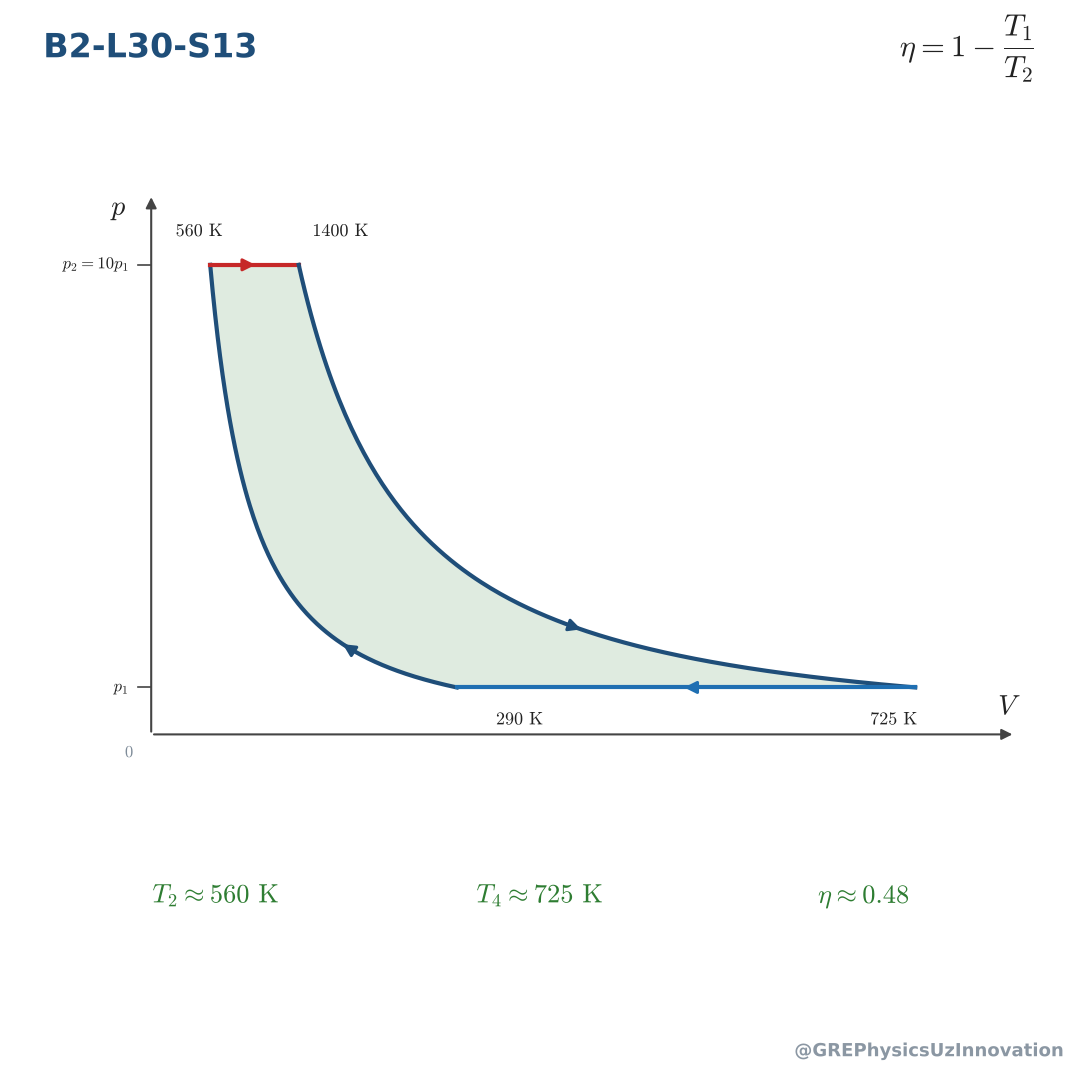 B2-L30-S13
η = 1 − T₁/T₂
p
560 K
1400 K
p₂ = 10p₁
p₁
290 K
725 K
V
0
T₂ ≈ 560 K
T₄ ≈ 725 K
η ≈ 0.48
@GREPhysicsUzInnovation